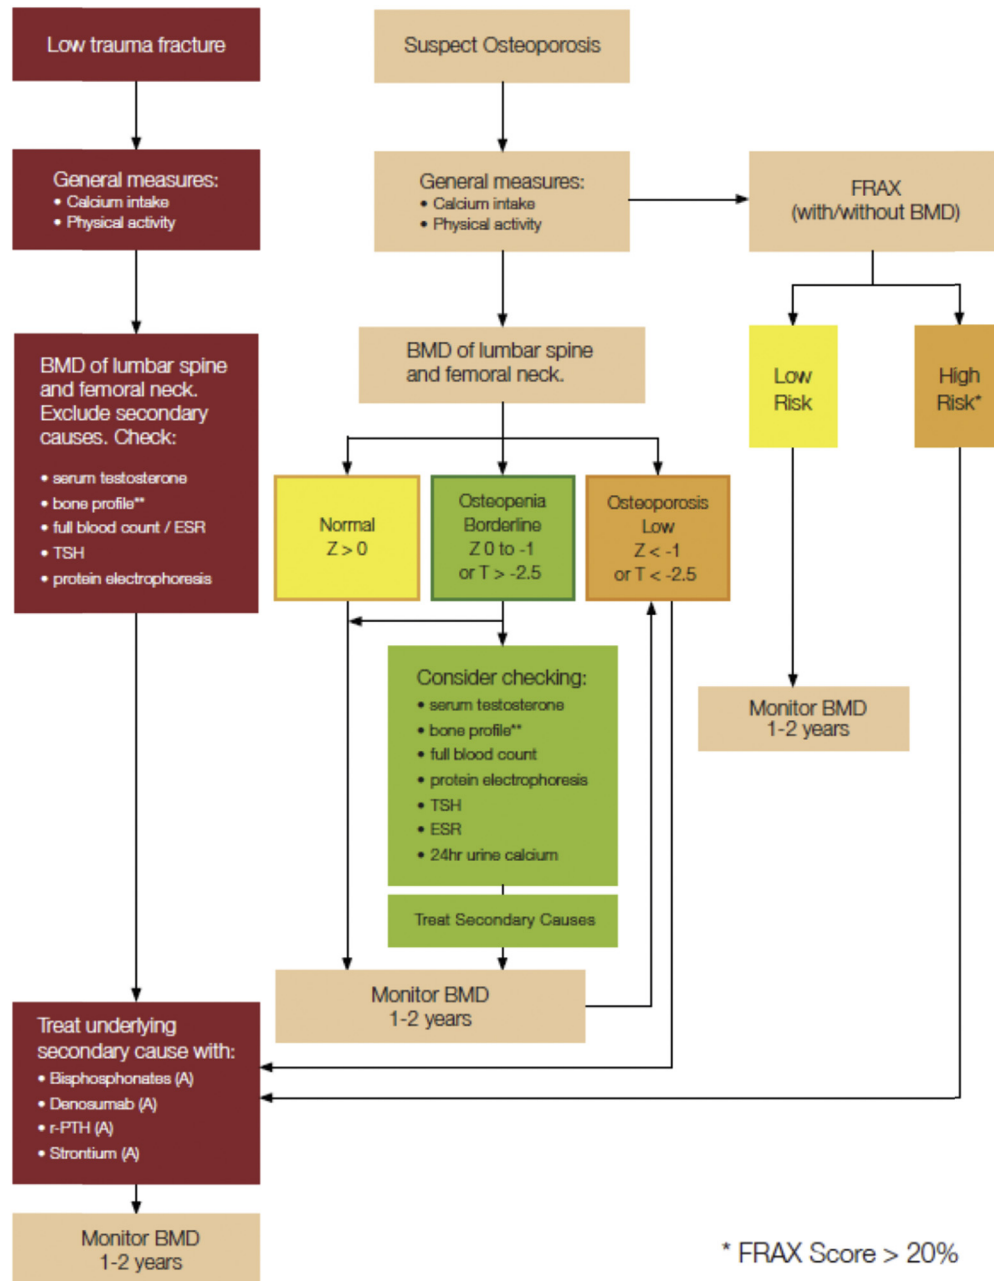 Low trauma fracture
General measures:
• Calcium intake
• Physical activity
BMD of lumbar spine
and femoral neck.
Exclude secondary
causes. Check:
• serum testosterone
• bone profile**
• full blood count / ESR
• TSH
• protein electrophoresis
Treat underlying
secondary cause with:
• Bisphosphonates (A)
• Denosumab (A)
• r-PTH (A)
• Strontium (A)
Monitor BMD
1-2 years
Suspect Osteoporosis
General measures:
• Calcium intake
• Physical activity
BMD of lumbar spine
and femoral neck.
Normal
Z > 0
Osteopenia
Borderline
Z 0 to -1
or T > -2.5
Osteoporosis
Low
Z < -1
or T < -2.5
Consider checking:
• serum testosterone
• bone profile**
• full blood count
• protein electrophoresis
• TSH
• ESR
• 24hr urine calcium
Treat Secondary Causes
Monitor BMD
1-2 years
FRAX
(with/without BMD)
Low
Risk
High
Risk*
Monitor BMD
1-2 years
* FRAX Score > 20%